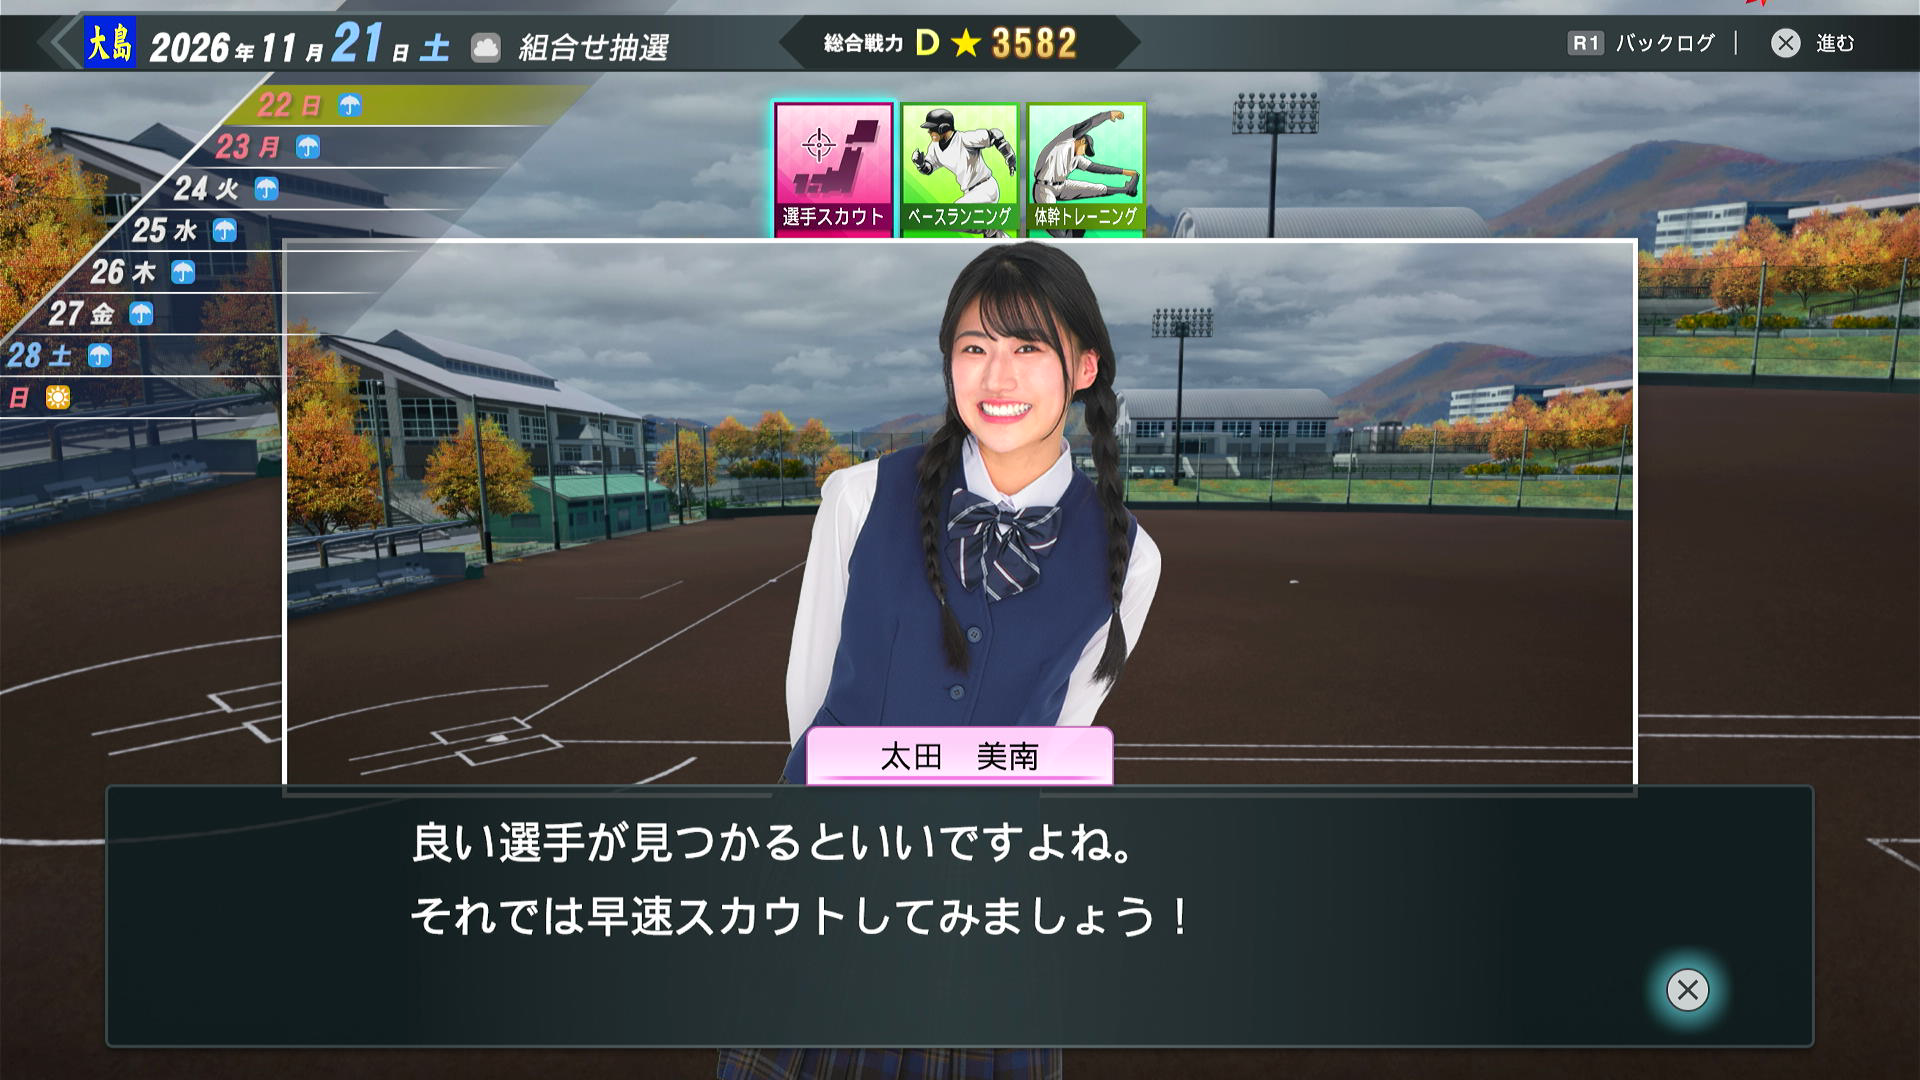 大島 2026年11月21日 土 組合せ抽選
総合戦力 D ★ 3582
R1 バックログ | ✕ 進む
22 日
23 月
24 火
25 水
26 木
27 金
28 土
日
選手スカウト
ベースランニング
体幹トレーニング
太田 美南
良い選手が見つかるといいですよね。
それでは早速スカウトしてみましょう！